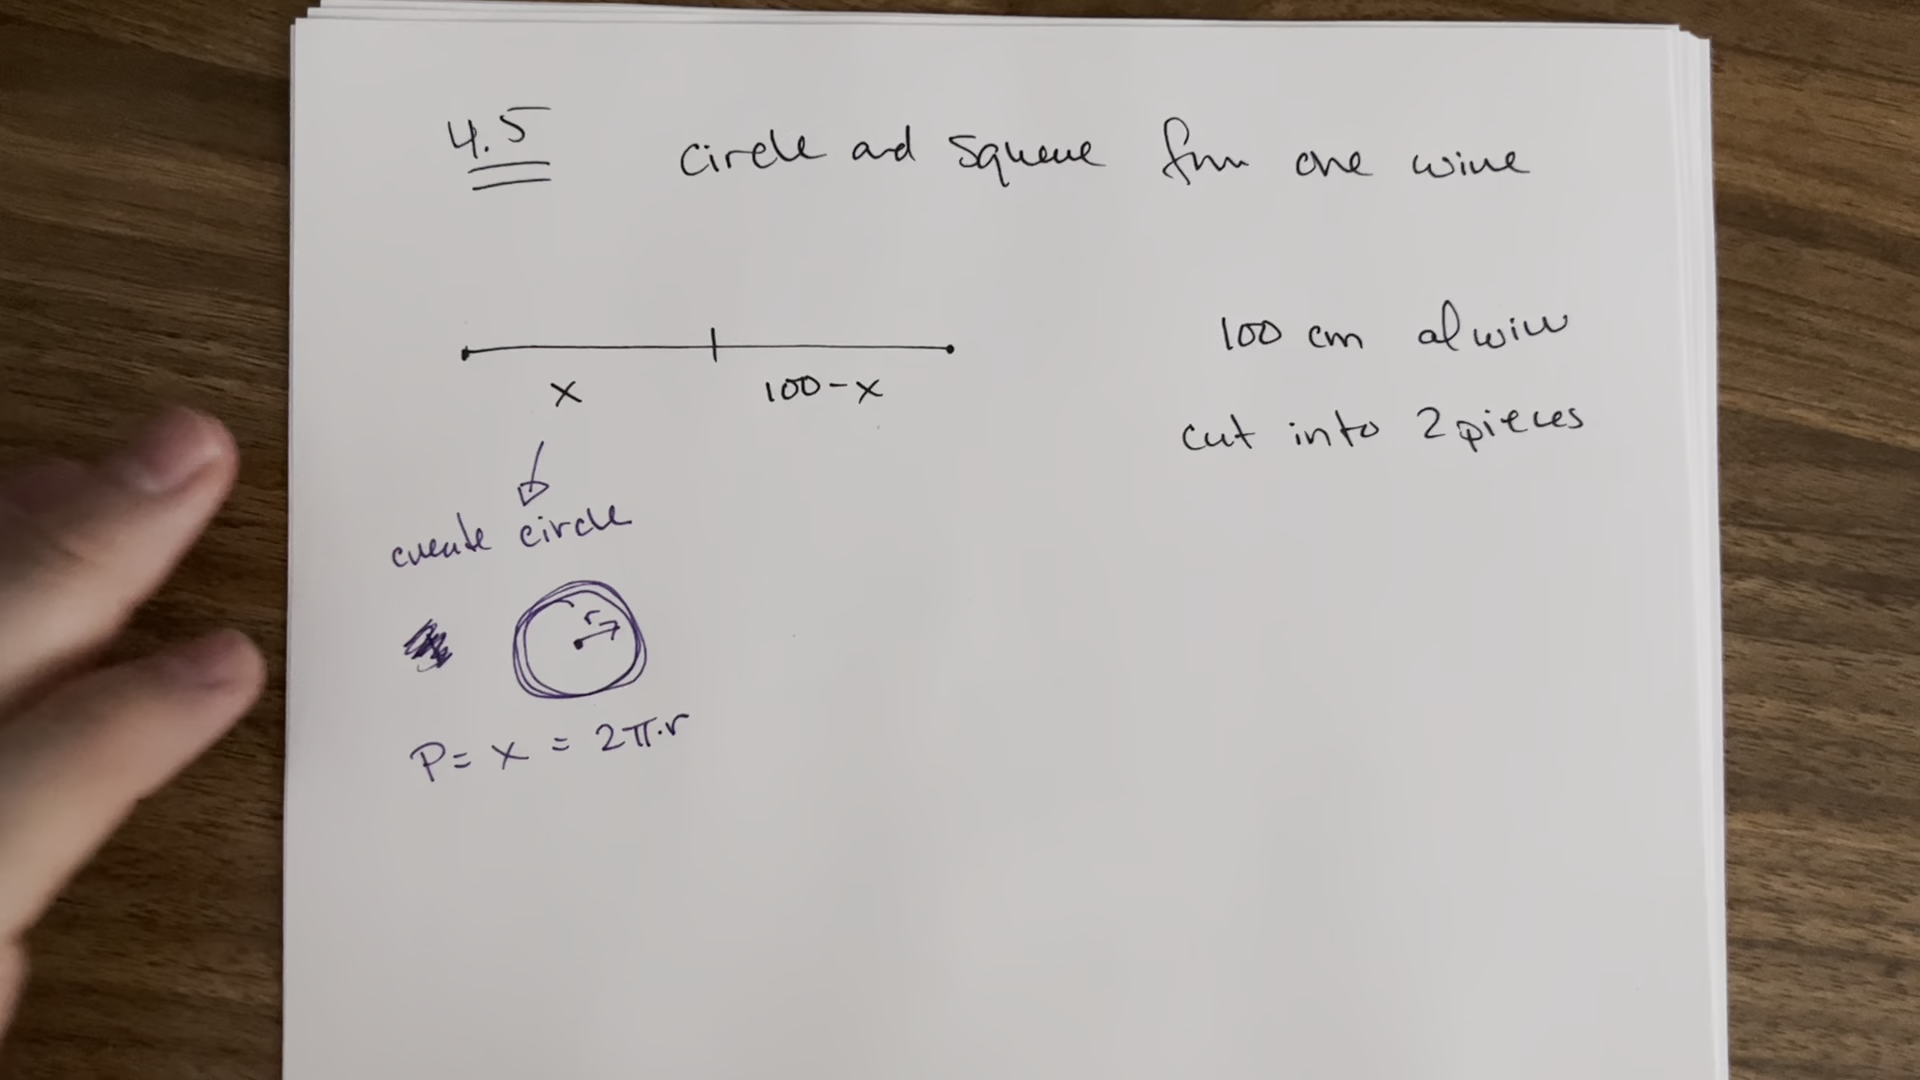 4.5 circle and square from one wire
100 cm of wire
cut into 2 pieces
x 100-x
create circle
r
P = x = 2π·r